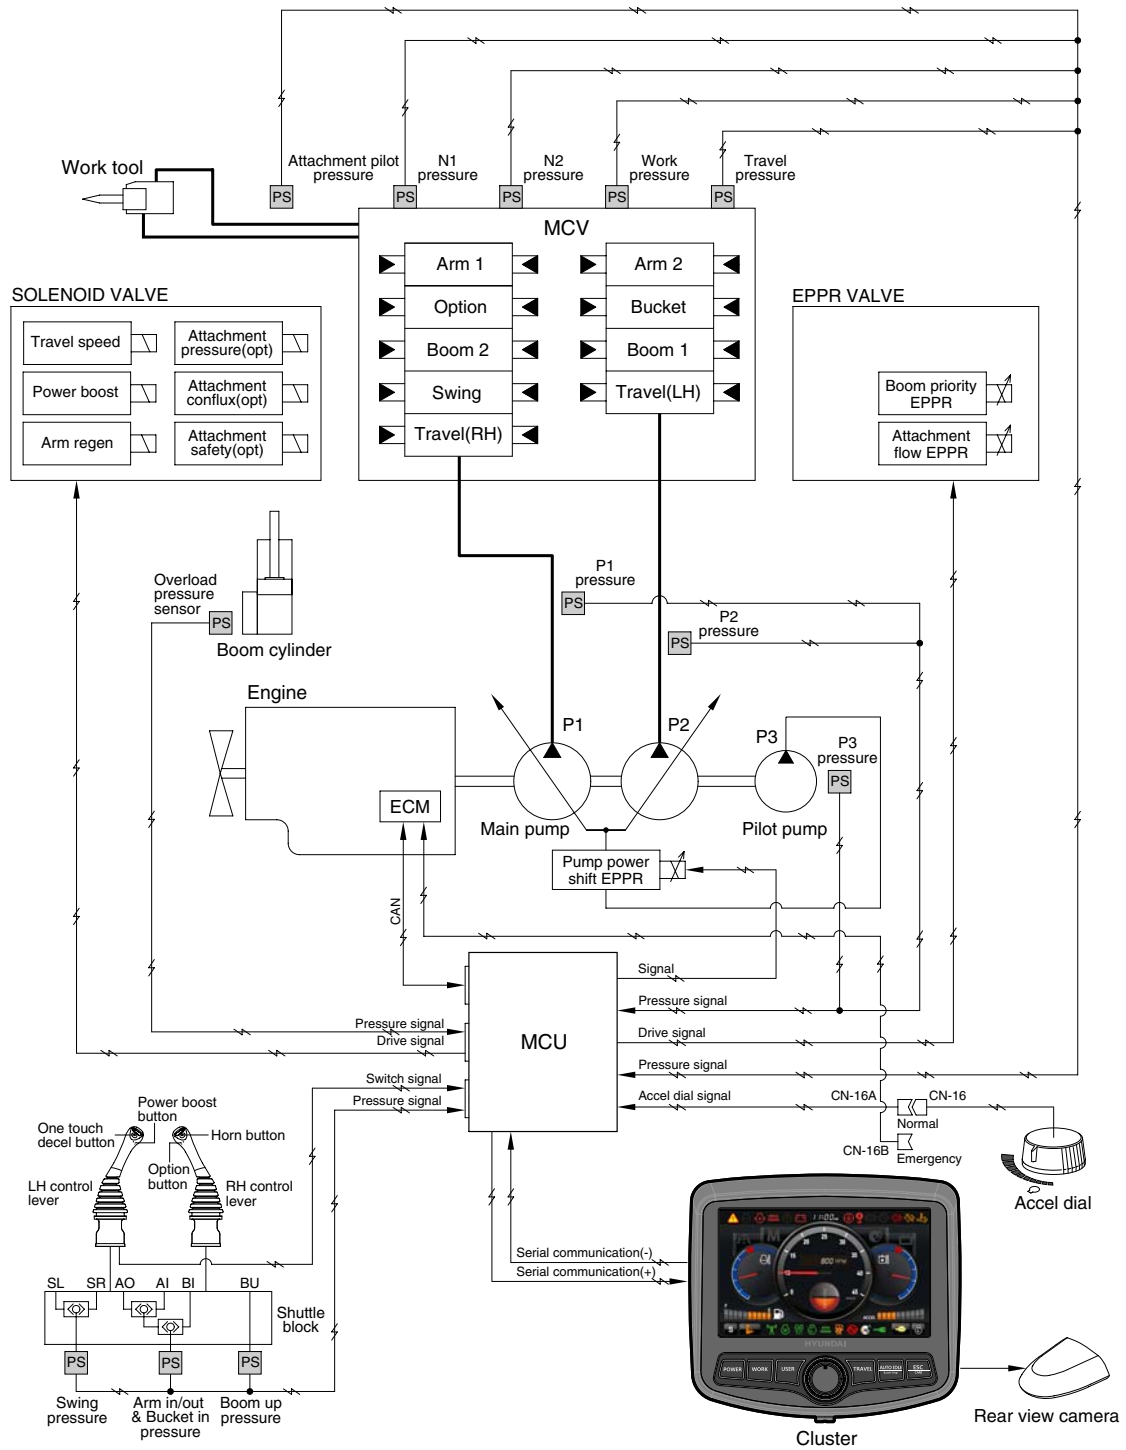 Attachment pilot
pressure
N1
pressure
N2
pressure
Work
pressure
Travel
pressure
Work tool
PS
PS
PS
PS
PS
MCV
Arm 1
Option
Boom 2
Swing
Travel(RH)
Arm 2
Bucket
Boom 1
Travel(LH)
SOLENOID VALVE
Travel speed
Power boost
Arm regen
Attachment
pressure(opt)
Attachment
conflux(opt)
Attachment
safety(opt)
EPPR VALVE
Boom priority
EPPR
Attachment
flow EPPR
Overload
pressure
sensor
PS
Boom cylinder
P1
pressure
PS
P2
pressure
PS
Engine
ECM
P1
P2
P3
P3
pressure
PS
Main pump
Pilot pump
Pump power
shift EPPR
CAN
MCU
Signal
Pressure signal
Drive signal
Pressure signal
Accel dial signal
Pressure signal
Drive signal
Switch signal
Pressure signal
CN-16A
CN-16
Normal
CN-16B
Emergency
Accel dial
Power boost
button
One touch
decel button
Horn button
Option
button
LH control
lever
RH control
lever
SL
SR
AO
AI
BI
BU
Shuttle
block
PS
PS
PS
Swing
pressure
Arm in/out
& Bucket in
pressure
Boom up
pressure
Serial communication(-)
Serial communication(+)
HYUNDAI
POWER
WORK
USER
TRAVEL
AUTO IDLE
ESC
Cluster
Rear view camera